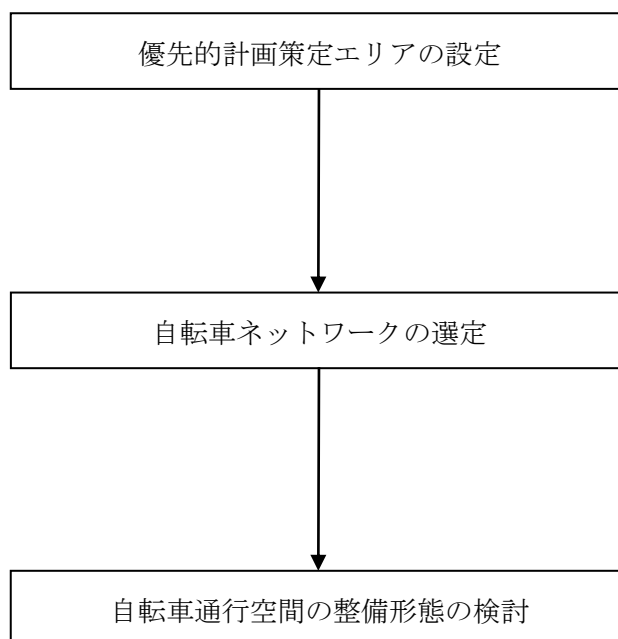 優先的計画策定エリアの設定
自転車ネットワークの選定
自転車通行空間の整備形態の検討